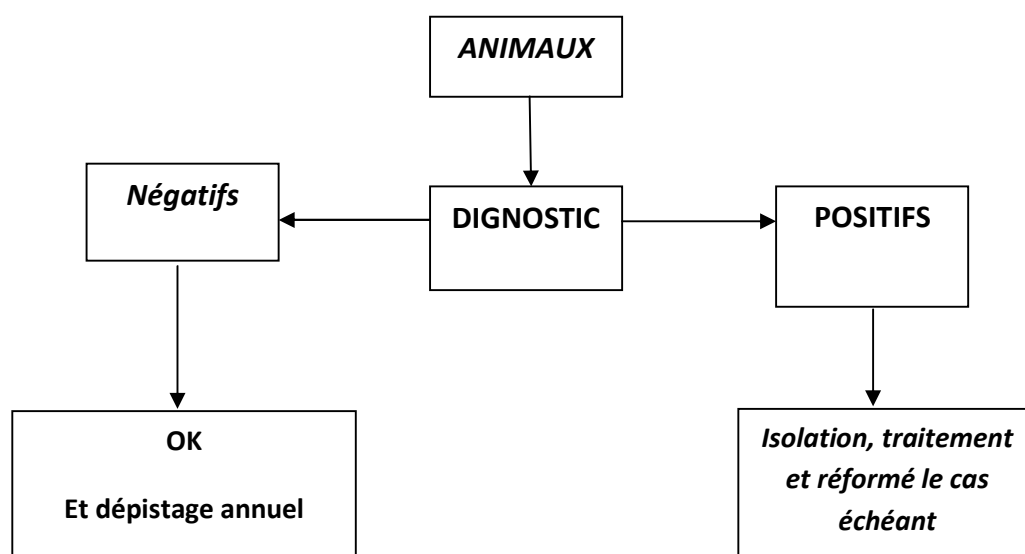 ANIMAUX
Négatifs
DIGNOSTIC
POSITIFS
OK
Et dépistage annuel
Isolation, traitement
et réformé le cas
échéant